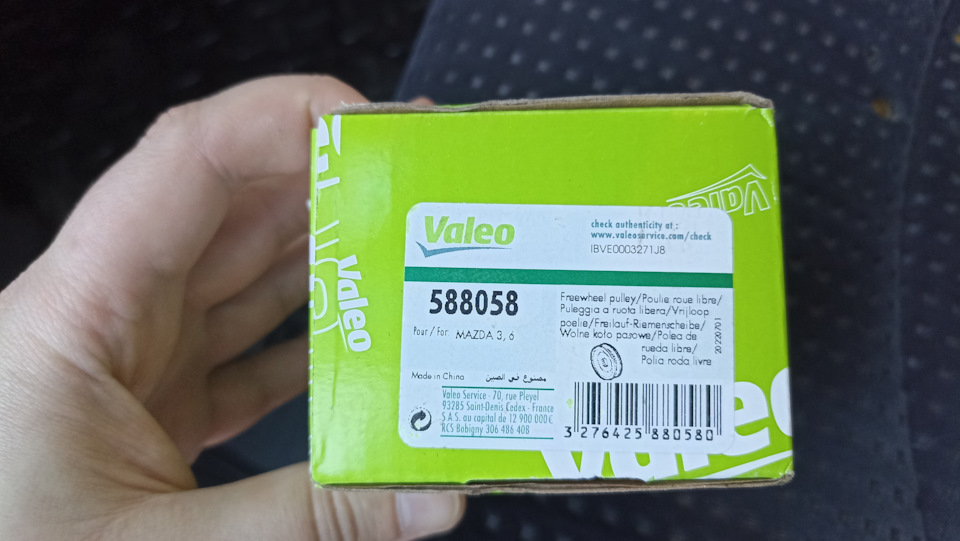 Valeo
Valeo
Valeo
check authenticity at :
www.valeoservice.com/check
IBVE0003271J8
588058
Pour / For MAZDA 3, 6
Freewheel pulley/Poulie roue libre/
Puleggia a ruota libera/Vrijloop
poelie/Freilauf-Riemenscheibe/
Wolne koło pasowe/Polea de
rueda libre/
Polia roda livre
20220701
Made in China مصنوع في الصين
Valeo Service - 70, rue Pleyel
93285 Saint-Denis Cedex - France
S.A.S. au capital de 12 900 000€
RCS Bobigny 306 486 408
3 276425 880580
Valeo